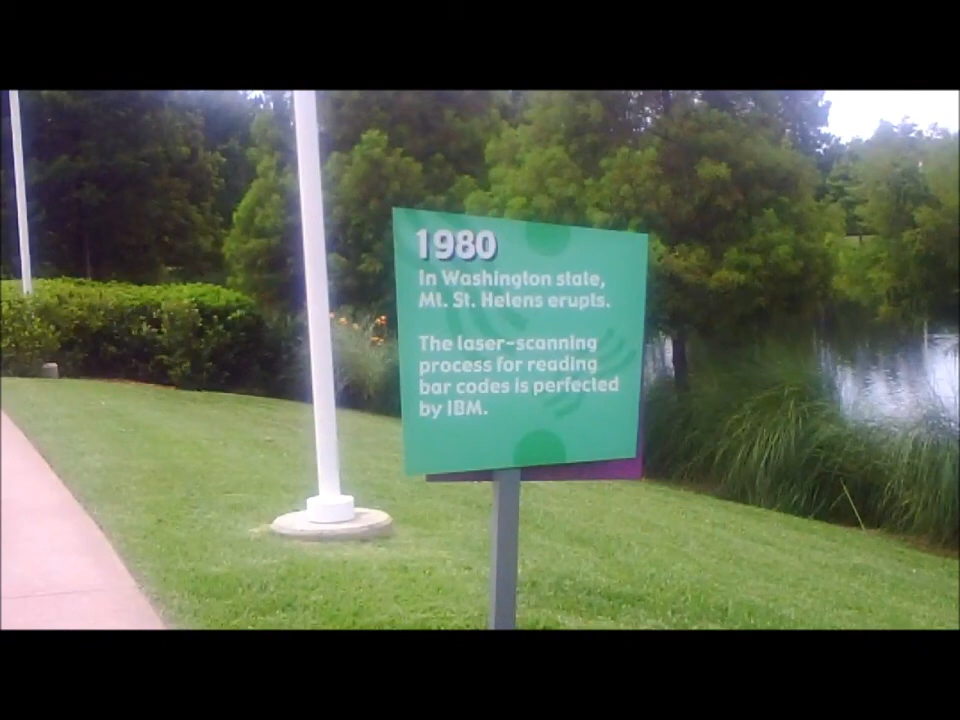 1980
In Washington state,
Mt. St. Helens erupts.
The laser-scanning
process for reading
bar codes is perfected
by IBM.